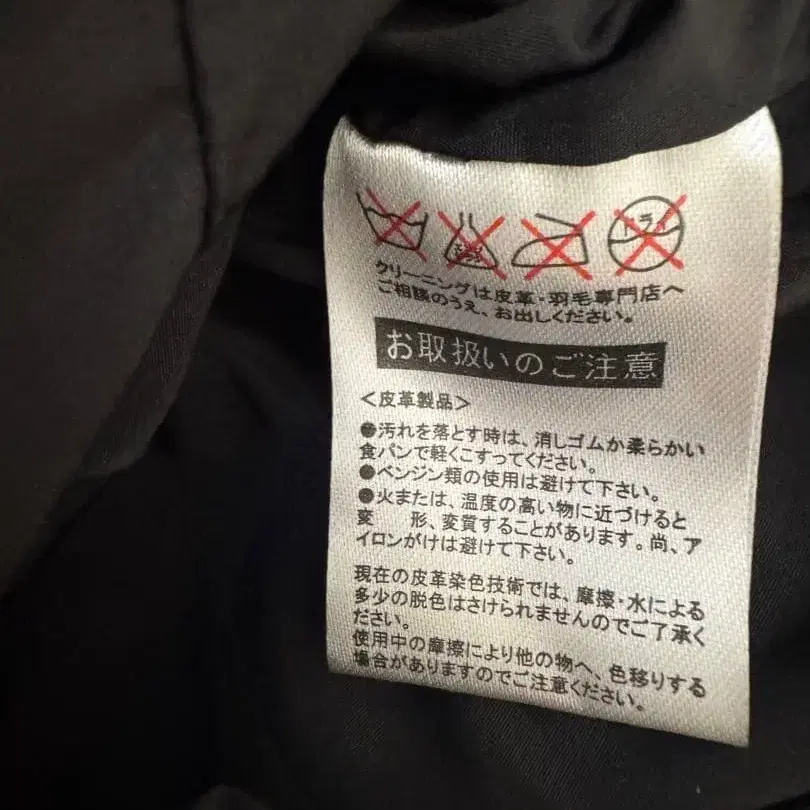 ドライ
エンソ
サラシ
クリーニングは皮革・羽毛専門店へ
ご相談のうえ、お出しください。
お取扱いのご注意
<皮革製品>
●汚れを落とす時は、消しゴムか柔らかい
食パンで軽くこすってください。
●ベンジン類の使用は避けて下さい。
●火または、温度の高い物に近づけると
変 形、変質することがあります。尚、ア
イロンがけは避けて下さい。
現在の皮革染色技術では、摩擦・水による
多少の脱色はさけられませんのでご了承く
ださい。
使用中の摩擦により他の物へ、色移りする
場合がありますのでご注意ください。